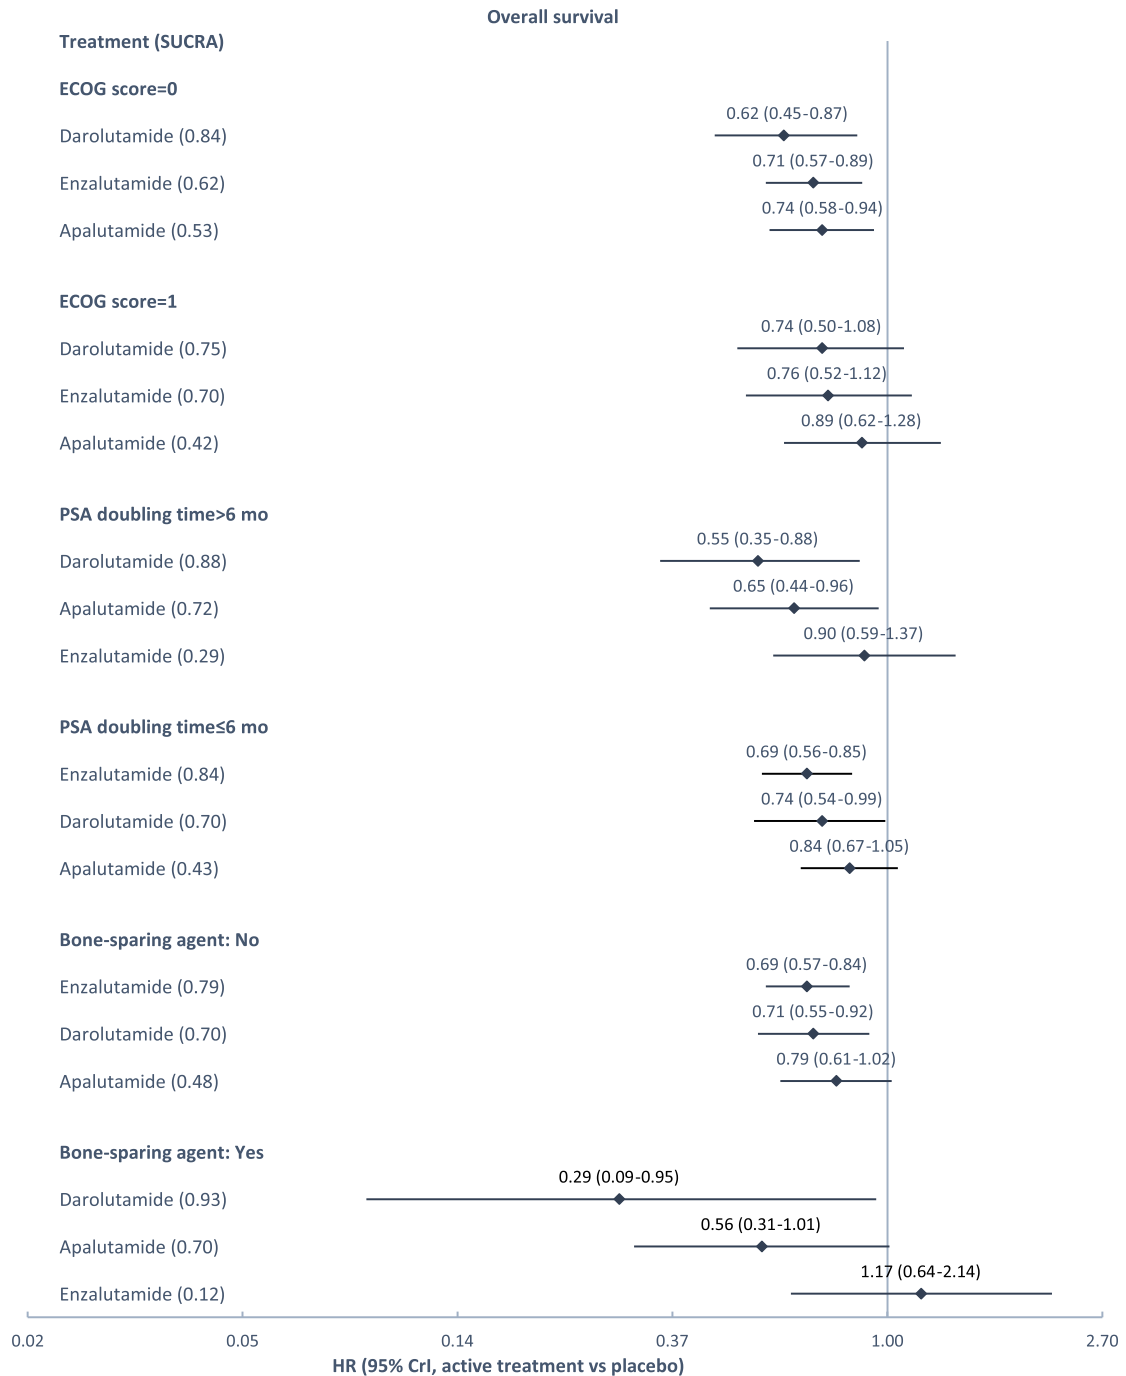 Overall survival
Treatment (SUCRA)
ECOG score=0
0.62 (0.45-0.87)
Darolutamide (0.84)
0.71 (0.57-0.89)
Enzalutamide (0.62)
0.74 (0.58-0.94)
Apalutamide (0.53)
ECOG score=1
0.74 (0.50-1.08)
Darolutamide (0.75)
0.76 (0.52-1.12)
Enzalutamide (0.70)
0.89 (0.62-1.28)
Apalutamide (0.42)
PSA doubling time>6 mo
0.55 (0.35-0.88)
Darolutamide (0.88)
0.65 (0.44-0.96)
Apalutamide (0.72)
0.90 (0.59-1.37)
Enzalutamide (0.29)
PSA doubling time≤6 mo
0.69 (0.56-0.85)
Enzalutamide (0.84)
0.74 (0.54-0.99)
Darolutamide (0.70)
0.84 (0.67-1.05)
Apalutamide (0.43)
Bone-sparing agent: No
0.69 (0.57-0.84)
Enzalutamide (0.79)
0.71 (0.55-0.92)
Darolutamide (0.70)
0.79 (0.61-1.02)
Apalutamide (0.48)
Bone-sparing agent: Yes
0.29 (0.09-0.95)
Darolutamide (0.93)
0.56 (0.31-1.01)
Apalutamide (0.70)
1.17 (0.64-2.14)
Enzalutamide (0.12)
0.02 0.05 0.14 0.37 1.00 2.70
HR (95% CrI, active treatment vs placebo)